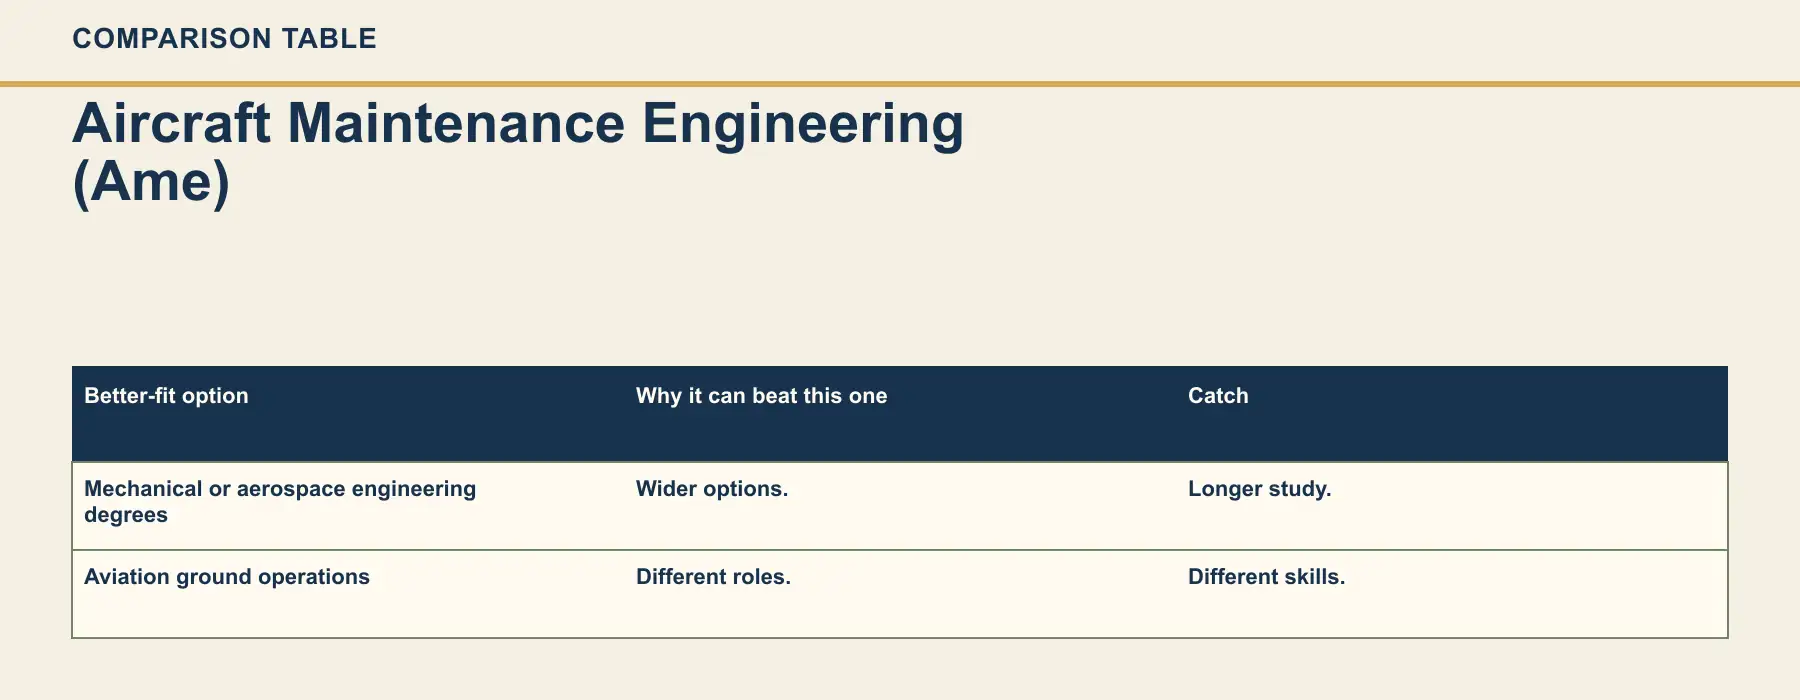 COMPARISON TABLE
Aircraft Maintenance Engineering
(Ame)
Better-fit option
Why it can beat this one
Catch
Mechanical or aerospace engineering
degrees
Wider options.
Longer study.
Aviation ground operations
Different roles.
Different skills.